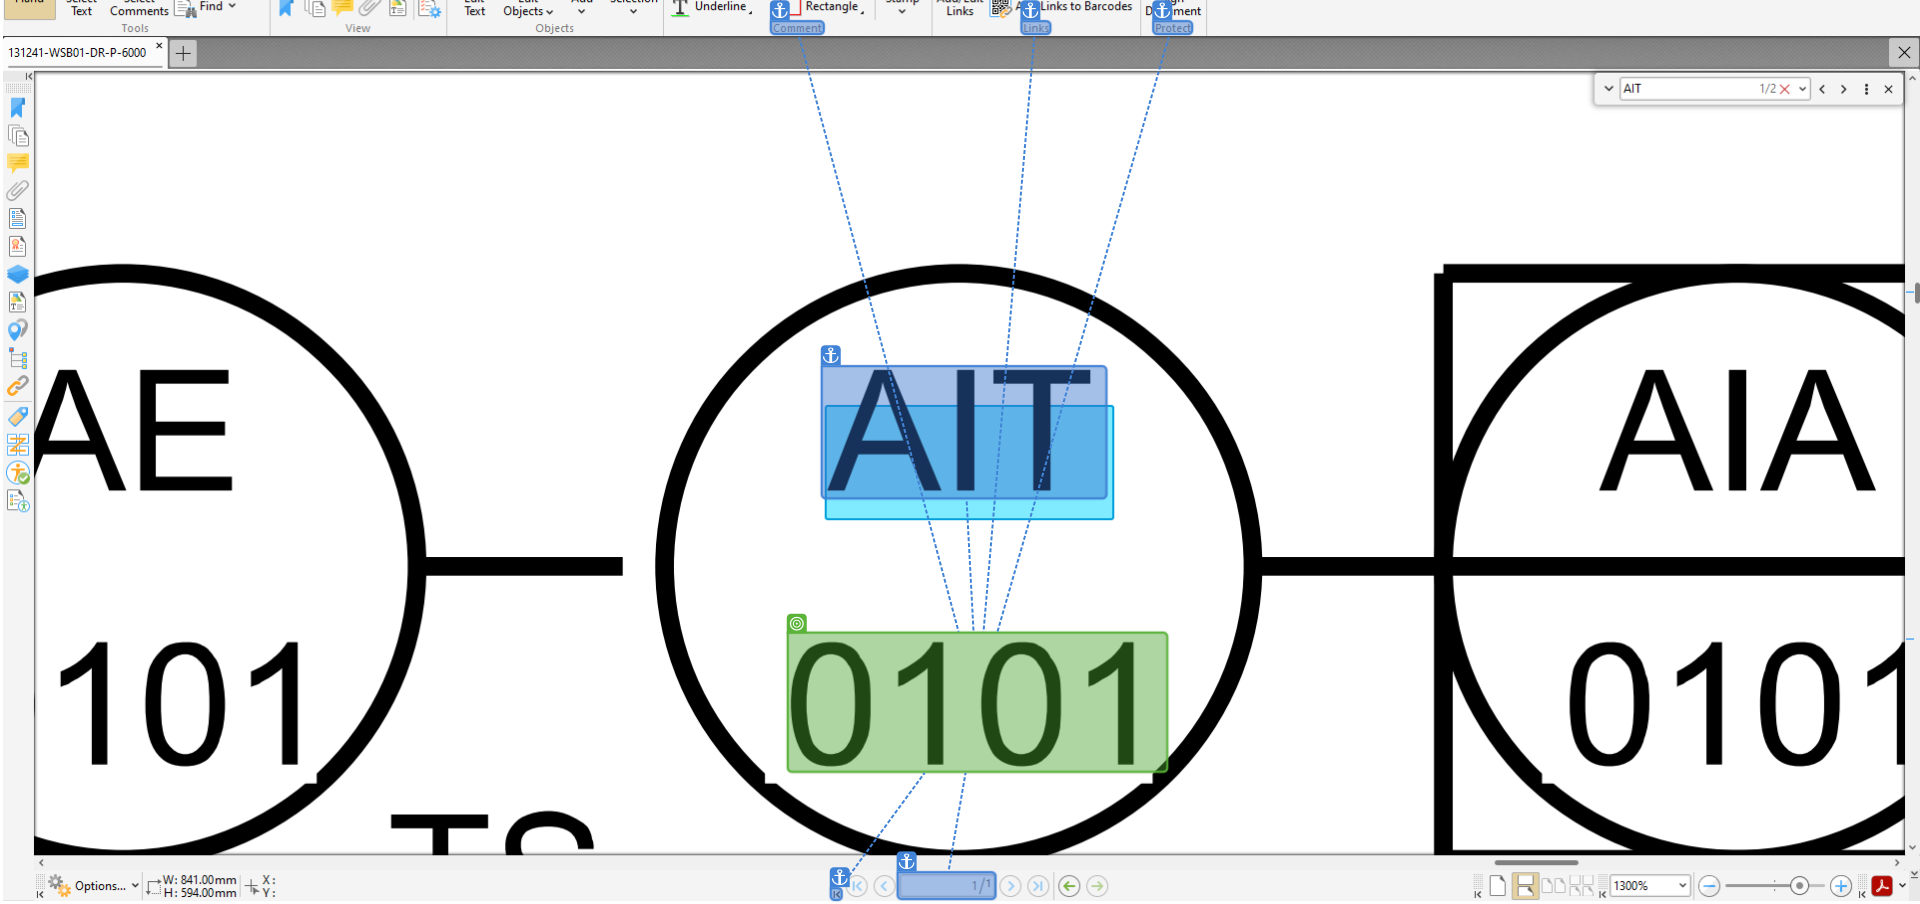 Hand
Select
Text
Select
Comments
Find
Tools
View
Edit
Text
Edit
Objects
Add
Selection
Objects
Underline
Rectangle
Comment
Stamp
Add/Edit
Links
Links to Barcodes
Links
Protect
131241-WSB01-DR-P-6000
AIT
1/2
AE
AIT
AIA
101
0101
0101
TS
Options...
W: 841.00mm
H: 594.00mm
X:
Y:
1/1
1300%